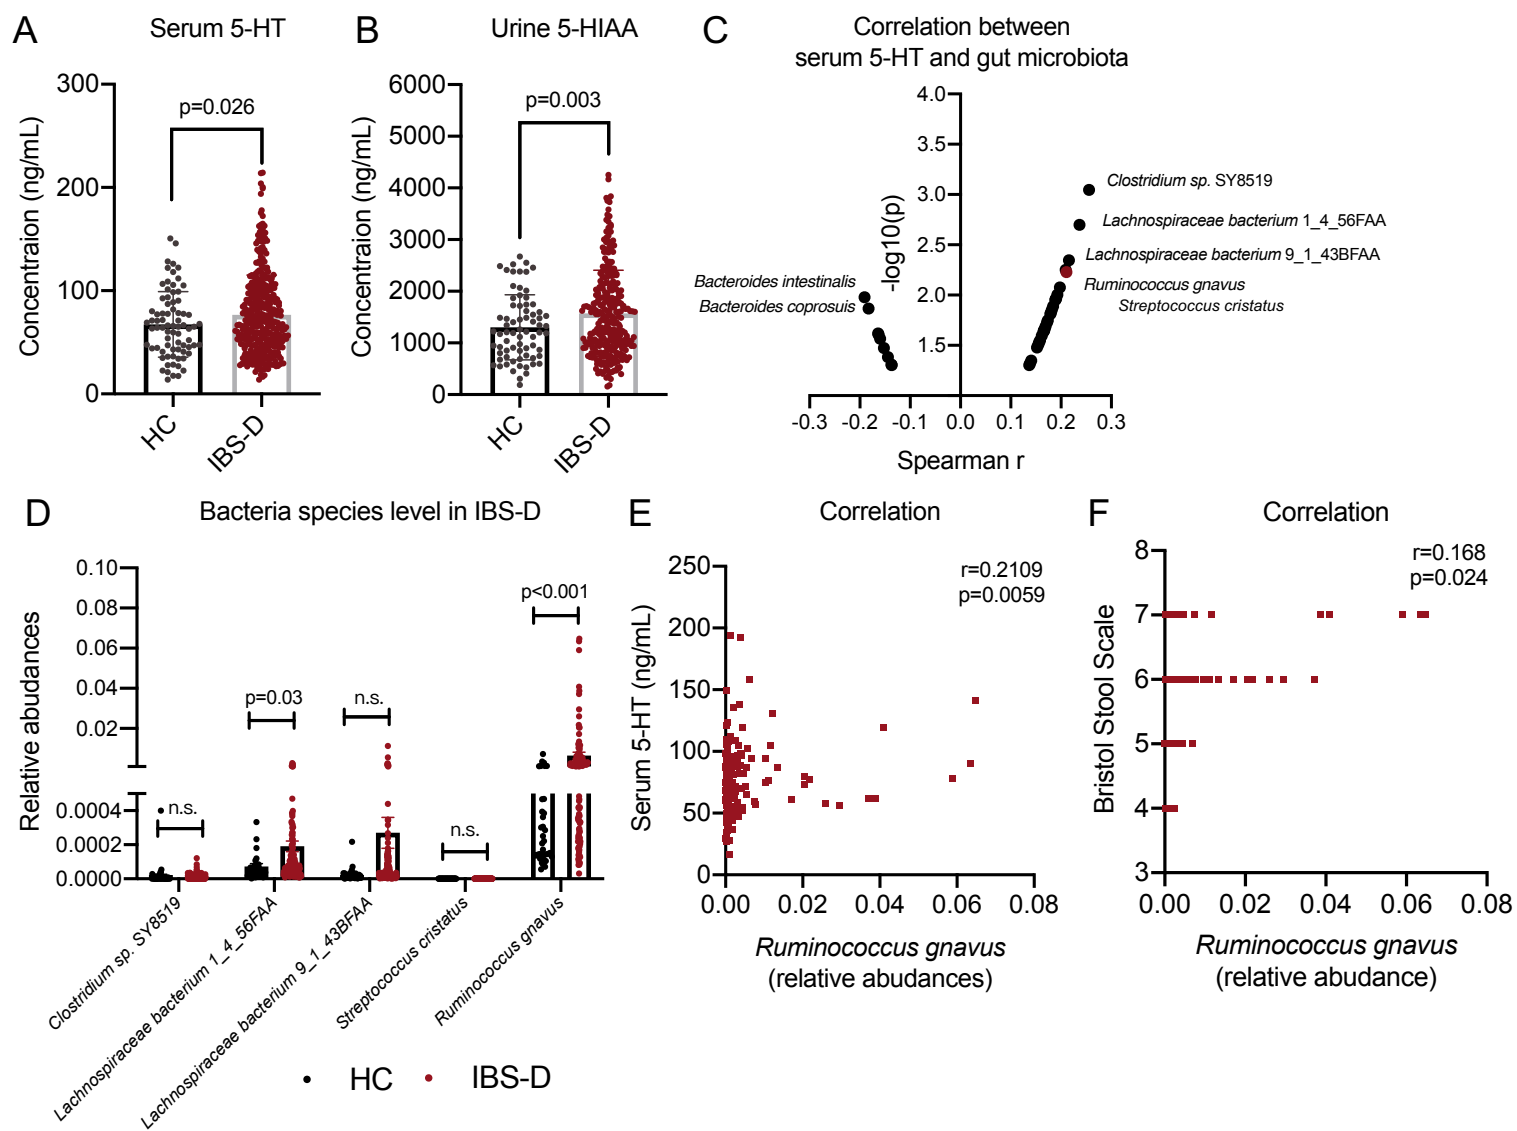 A
Serum 5-HT
Concentraion (ng/mL)
300
200
100
0
p=0.026
HC
IBS-D
B
Urine 5-HIAA
Concentraion (ng/mL)
6000
5000
4000
3000
2000
1000
0
p=0.003
HC
IBS-D
C
Correlation between
serum 5-HT and gut microbiota
-log10(p)
4.0
3.5
3.0
2.5
2.0
1.5
Clostridium sp. SY8519
Lachnospiraceae bacterium 1_4_56FAA
Lachnospiraceae bacterium 9_1_43BFAA
Ruminococcus gnavus
Streptococcus cristatus
Bacteroides intestinalis
Bacteroides coprosuis
-0.3 -0.2 -0.1 0.0 0.1 0.2 0.3
Spearman r
D
Bacteria species level in IBS-D
Relative abudances
0.10
0.08
0.06
0.04
0.02
0.0004
0.0002
0.0000
n.s.
p=0.03
n.s.
n.s.
p<0.001
Clostridium sp. SY8519
Lachnospiraceae bacterium 1_4_56FAA
Lachnospiraceae bacterium 9_1_43BFAA
Streptococcus cristatus
Ruminococcus gnavus
HC
IBS-D
E
Correlation
r=0.2109
p=0.0059
Serum 5-HT (ng/mL)
250
200
150
100
50
0
0.00 0.02 0.04 0.06 0.08
Ruminococcus gnavus
(relative abudances)
F
Correlation
r=0.168
p=0.024
Bristol Stool Scale
8
7
6
5
4
3
0.00 0.02 0.04 0.06 0.08
Ruminococcus gnavus
(relative abudance)